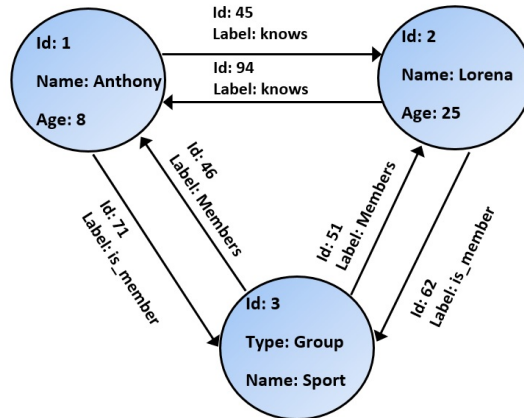 Id: 45
Label: knows
Id: 1
Name: Anthony
Age: 8
Id: 2
Name: Lorena
Age: 25
Id: 94
Label: knows
Id: 46
Label: Members
Id: 71
Label: is_member
Id: 51
Label: Members
Id: 62
Label: is_member
Id: 3
Type: Group
Name: Sport